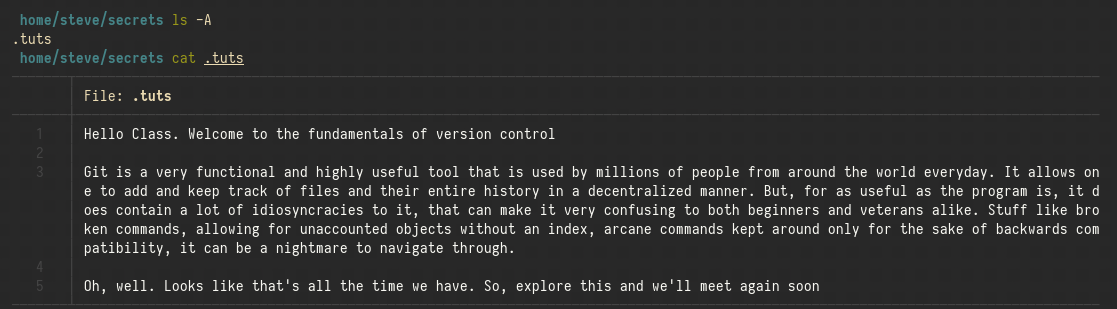 home/steve/secrets ls -A
.tuts
home/steve/secrets cat .tuts
File: .tuts
1 Hello Class. Welcome to the fundamentals of version control
2
3 Git is a very functional and highly useful tool that is used by millions of people from around the world everyday. It allows on
e to add and keep track of files and their entire history in a decentralized manner. But, for as useful as the program is, it d
oes contain a lot of idiosyncracies to it, that can make it very confusing to both beginners and veterans alike. Stuff like bro
ken commands, allowing for unaccounted objects without an index, arcane commands kept around only for the sake of backwards com
patibility, it can be a nightmare to navigate through.
4
5 Oh, well. Looks like that's all the time we have. So, explore this and we'll meet again soon